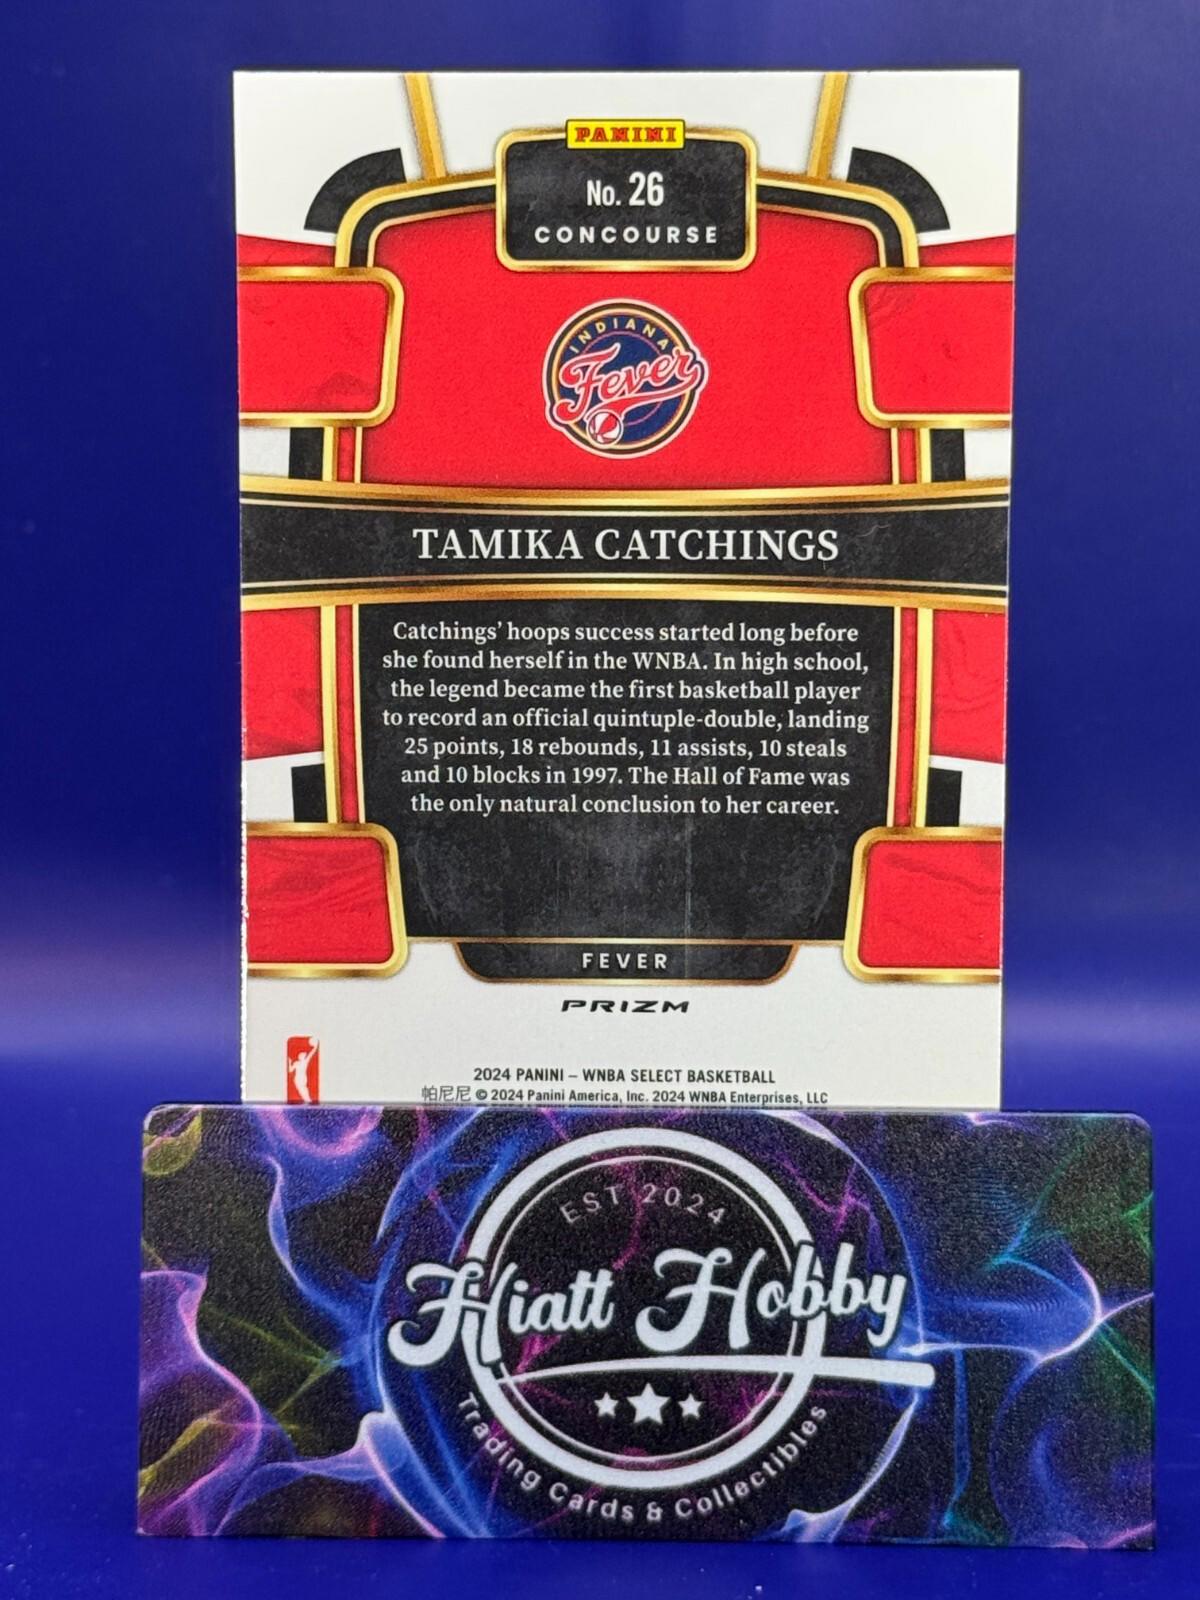 PANINI
No. 26
CONCOURSE
INDIANA
Fever
TAMIKA CATCHINGS
Catchings' hoops success started long before
she found herself in the WNBA. In high school,
the legend became the first basketball player
to record an official quintuple-double, landing
25 points, 18 rebounds, 11 assists, 10 steals
and 10 blocks in 1997. The Hall of Fame was
the only natural conclusion to her career.
FEVER
PRIZM
2024 PANINI – WNBA SELECT BASKETBALL
帕尼尼 © 2024 Panini America, Inc. 2024 WNBA Enterprises, LLC
EST 2024
Hiatt Hobby
Trading Cards & Collectibles